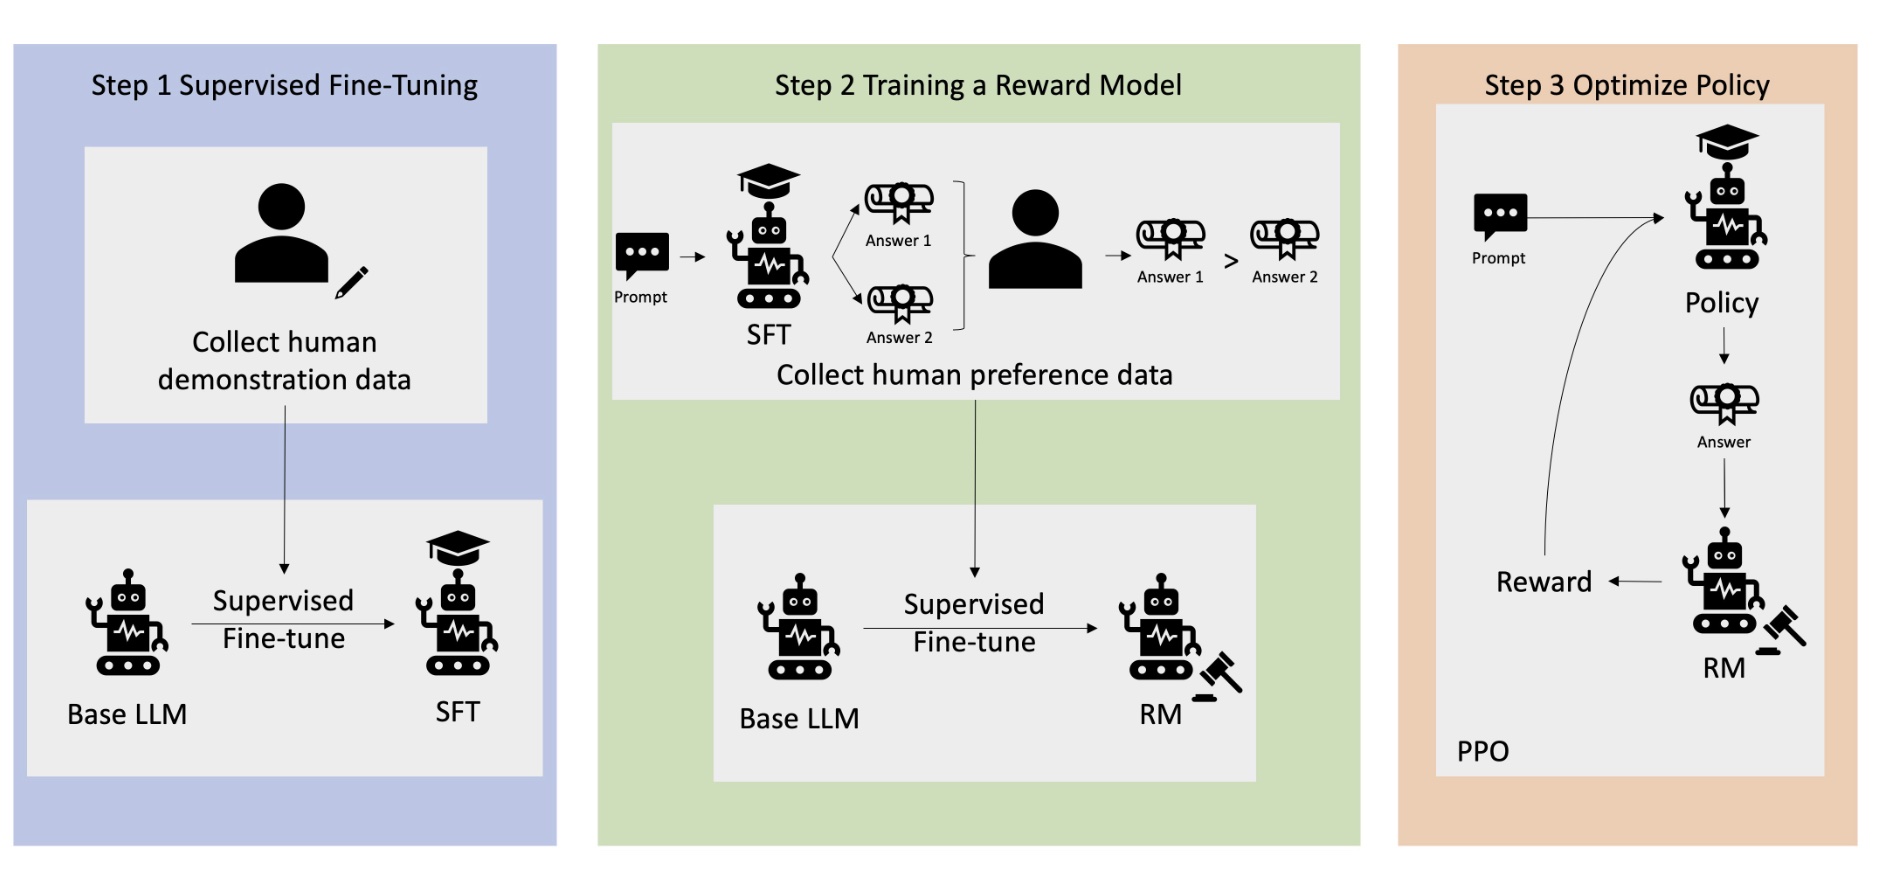 Step 1 Supervised Fine-Tuning
Collect human
demonstration data
Supervised
Fine-tune
Base LLM
SFT
Step 2 Training a Reward Model
Prompt
SFT
Answer 1
Answer 2
Answer 1
>
Answer 2
Collect human preference data
Supervised
Fine-tune
Base LLM
RM
Step 3 Optimize Policy
Prompt
Policy
Answer
Reward
RM
PPO